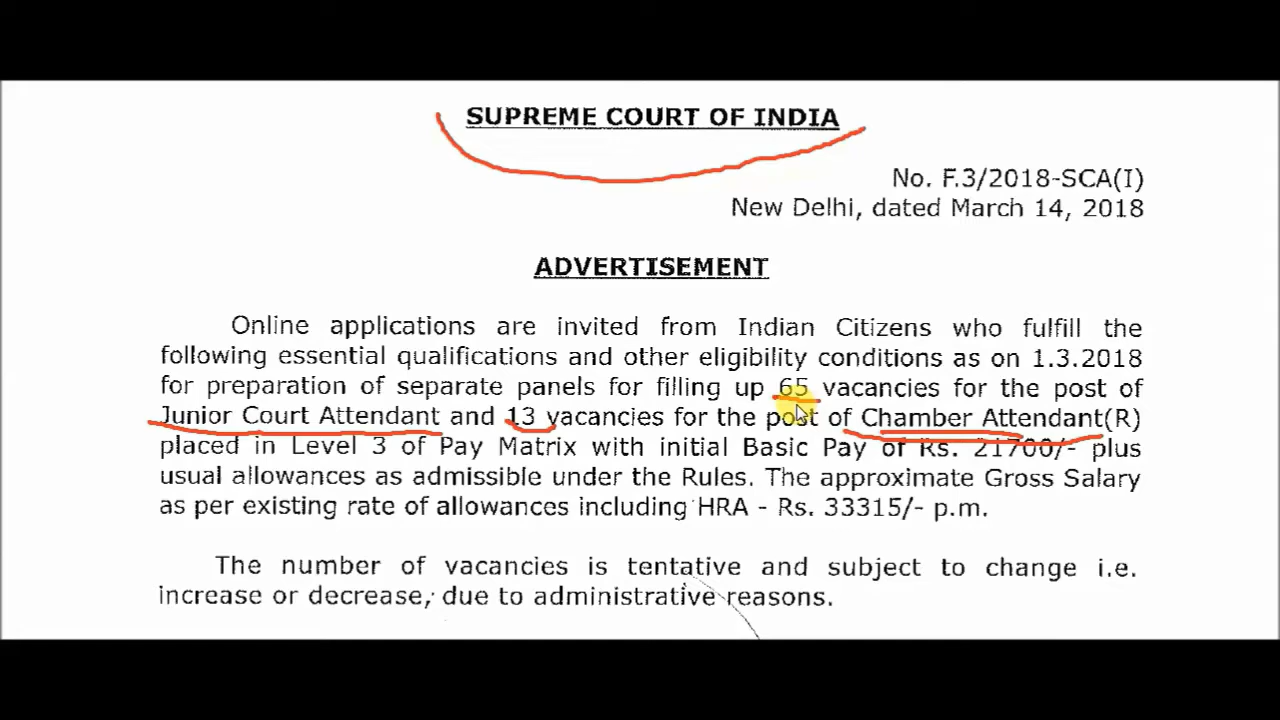 SUPREME COURT OF INDIA
No. F.3/2018-SCA(I)
New Delhi, dated March 14, 2018
ADVERTISEMENT
Online applications are invited from Indian Citizens who fulfill the
following essential qualifications and other eligibility conditions as on 1.3.2018
for preparation of separate panels for filling up 65 vacancies for the post of
Junior Court Attendant and 13 vacancies for the post of Chamber Attendant(R)
placed in Level 3 of Pay Matrix with initial Basic Pay of Rs. 21700/- plus
usual allowances as admissible under the Rules. The approximate Gross Salary
as per existing rate of allowances including HRA - Rs. 33315/- p.m.
The number of vacancies is tentative and subject to change i.e.
increase or decrease, due to administrative reasons.